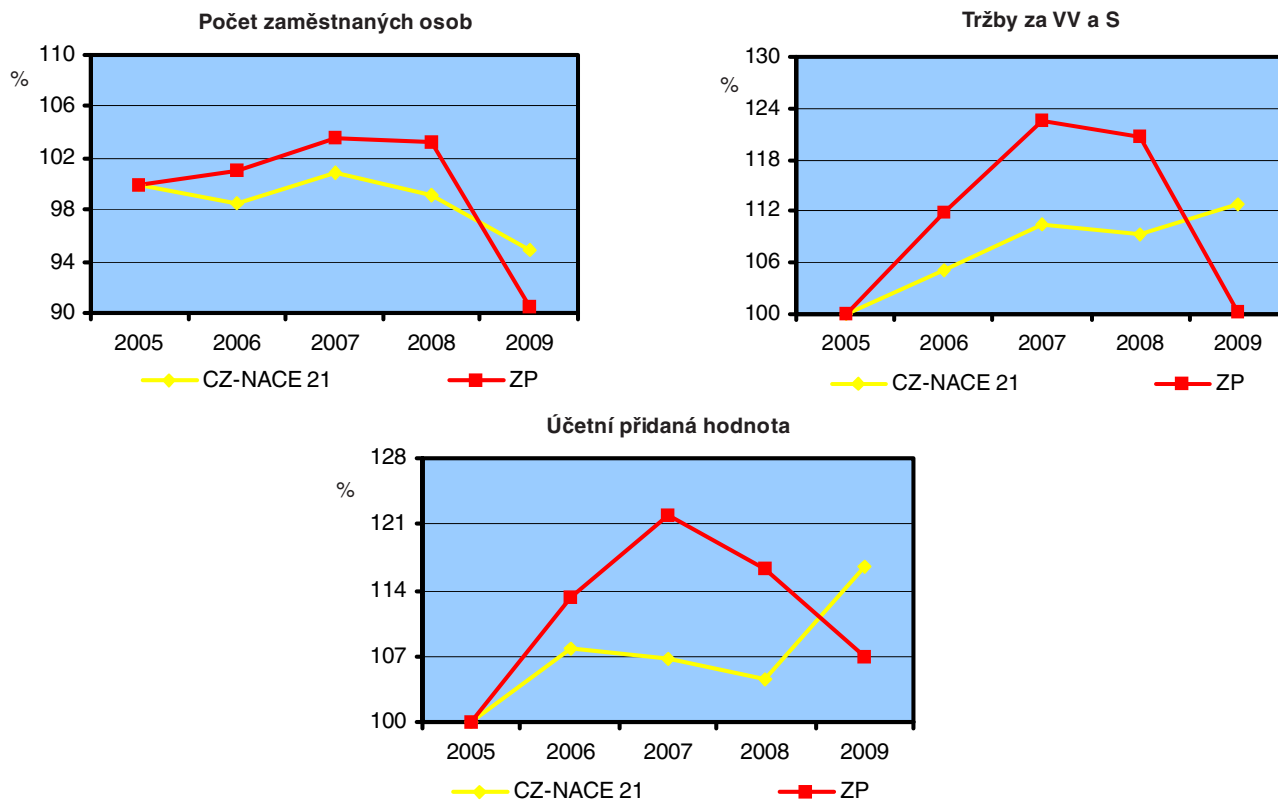 Počet zaměstnaných osob
%
110
106
102
98
94
90
2005 2006 2007 2008 2009
CZ-NACE 21 ZP
Tržby za VV a S
%
130
124
118
112
106
100
2005 2006 2007 2008 2009
CZ-NACE 21 ZP
Účetní přidaná hodnota
%
128
121
114
107
100
2005 2006 2007 2008 2009
CZ-NACE 21 ZP